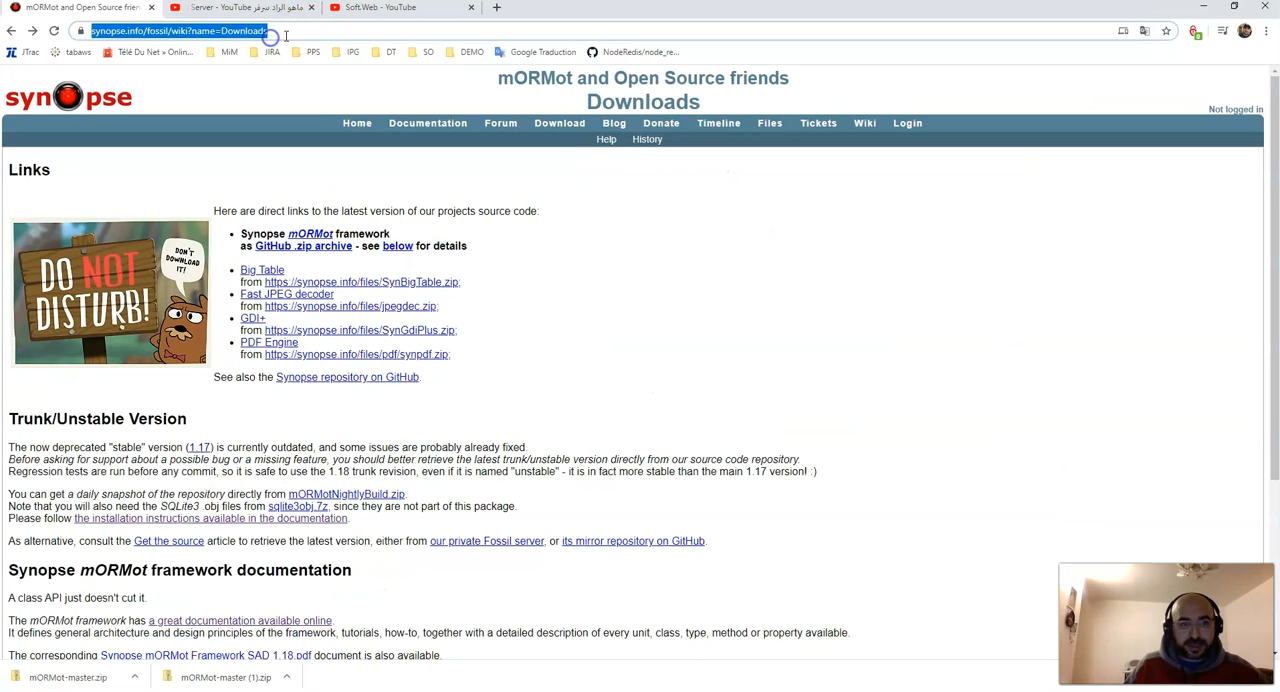 mORMot and Open Source frien
ماهو الراد سرفر Server - YouTube
Soft.Web - YouTube
synopse.info/fossil/wiki?name=Downloads
JTrac
tabaws
Télé Du Net » Onlin...
MiM
JIRA
PPS
IPG
DT
SO
DEMO
Google Traduction
NodeRedis/node_re...
synopse
mORMot and Open Source friends
Downloads
Not logged in
Home Documentation Forum Download Blog Donate Timeline Files Tickets Wiki Login
Help History
Links
DO NOT
DISTURB!
DON'T
DOWNLOAD
IT!
Here are direct links to the latest version of our projects source code:
• Synopse mORMot framework
as GitHub .zip archive - see below for details
• Big Table
from https://synopse.info/files/SynBigTable.zip;
• Fast JPEG decoder
from https://synopse.info/files/jpegdec.zip;
• GDI+
from https://synopse.info/files/SynGdiPlus.zip;
• PDF Engine
from https://synopse.info/files/pdf/synpdf.zip;
See also the Synopse repository on GitHub.
Trunk/Unstable Version
The now deprecated "stable" version (1.17) is currently outdated, and some issues are probably already fixed.
Before asking for support about a possible bug or a missing feature, you should better retrieve the latest trunk/unstable version directly from our source code repository.
Regression tests are run before any commit, so it is safe to use the 1.18 trunk revision, even if it is named "unstable" - it is in fact more stable than the main 1.17 version! :)
You can get a daily snapshot of the repository directly from mORMotNightlyBuild.zip.
Note that you will also need the SQLite3 .obj files from sqlite3obj.7z, since they are not part of this package.
Please follow the installation instructions available in the documentation.
As alternative, consult the Get the source article to retrieve the latest version, either from our private Fossil server, or its mirror repository on GitHub.
Synopse mORMot framework documentation
A class API just doesn't cut it.
The mORMot framework has a great documentation available online.
It defines general architecture and design principles of the framework, tutorials, how-to, together with a detailed description of every unit, class, type, method or property available.
The corresponding Synopse mORMot Framework SAD 1.18.pdf document is also available.
mORMot-master.zip
mORMot-master (1).zip